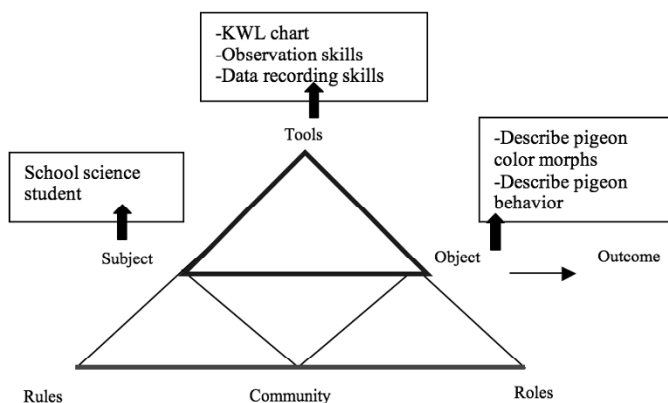 -KWL chart
-Observation skills
-Data recording skills
Tools
-Describe pigeon
color morphs
-Describe pigeon
behavior
School science
student
Subject
Object
Outcome
Rules
Community
Roles